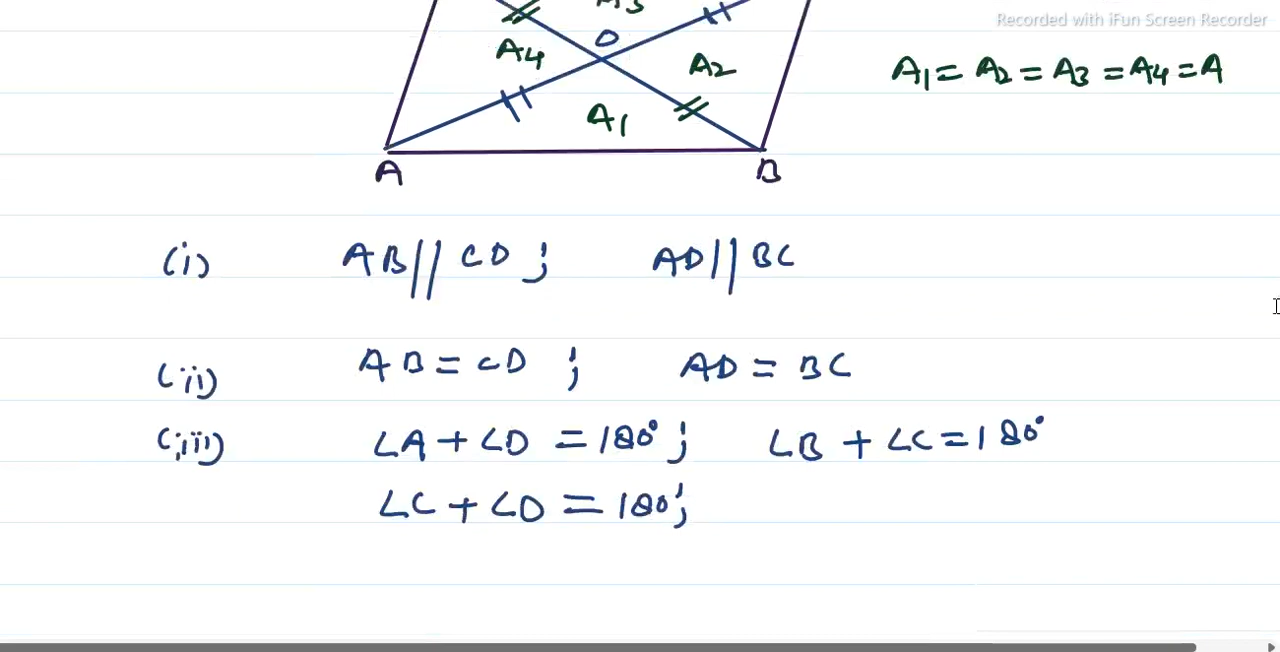 Recorded with iFun Screen Recorder
A3
O
A4
A2
A1 = A2 = A3 = A4 = A
A1
A
B
(i) AB // CD ; AD // BC
(ii) AB = CD ; AD = BC
(iii) ∠A + ∠D = 180° ; ∠B + ∠C = 180°
∠C + ∠D = 180° ;